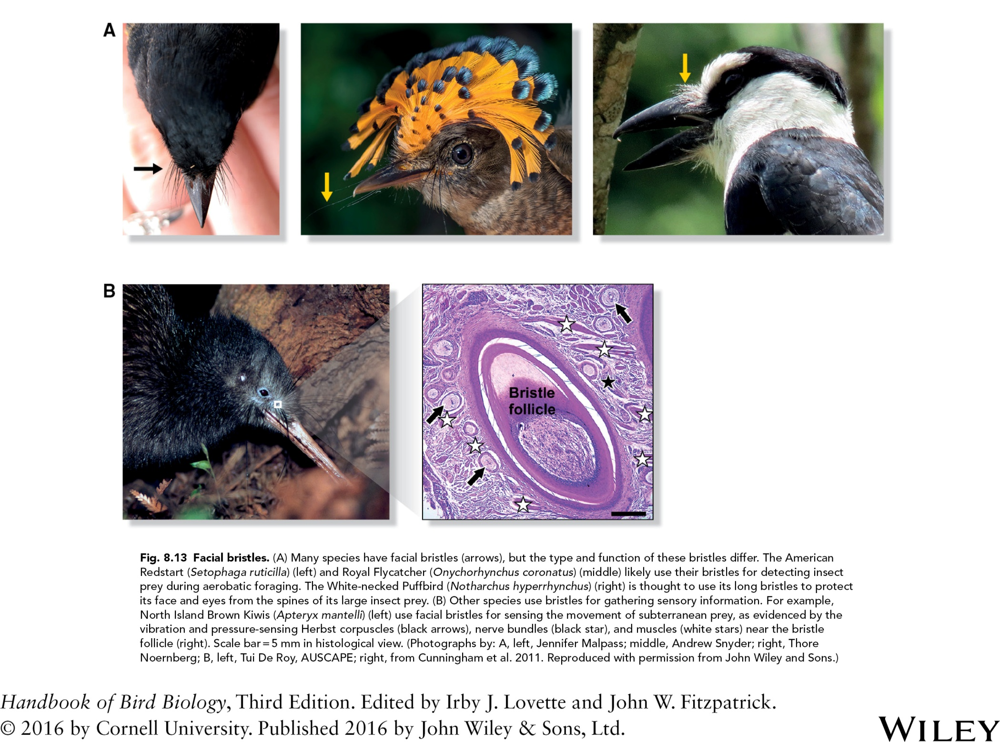 A
B
Bristle
follicle
Fig. 8.13 Facial bristles. (A) Many species have facial bristles (arrows), but the type and function of these bristles differ. The American
Redstart (Setophaga ruticilla) (left) and Royal Flycatcher (Onychorhynchus coronatus) (middle) likely use their bristles for detecting insect
prey during aerobatic foraging. The White-necked Puffbird (Notharchus hyperrhynchus) (right) is thought to use its long bristles to protect
its face and eyes from the spines of its large insect prey. (B) Other species use bristles for gathering sensory information. For example,
North Island Brown Kiwis (Apteryx mantelli) (left) use facial bristles for sensing the movement of subterranean prey, as evidenced by the
vibration and pressure-sensing Herbst corpuscles (black arrows), nerve bundles (black star), and muscles (white stars) near the bristle
follicle (right). Scale bar = 5 mm in histological view. (Photographs by: A, left, Jennifer Malpass; middle, Andrew Snyder; right, Thore
Noernberg; B, left, Tui De Roy, AUSCAPE; right, from Cunningham et al. 2011. Reproduced with permission from John Wiley and Sons.)
Handbook of Bird Biology, Third Edition. Edited by Irby J. Lovette and John W. Fitzpatrick.
© 2016 by Cornell University. Published 2016 by John Wiley & Sons, Ltd.
WILEY